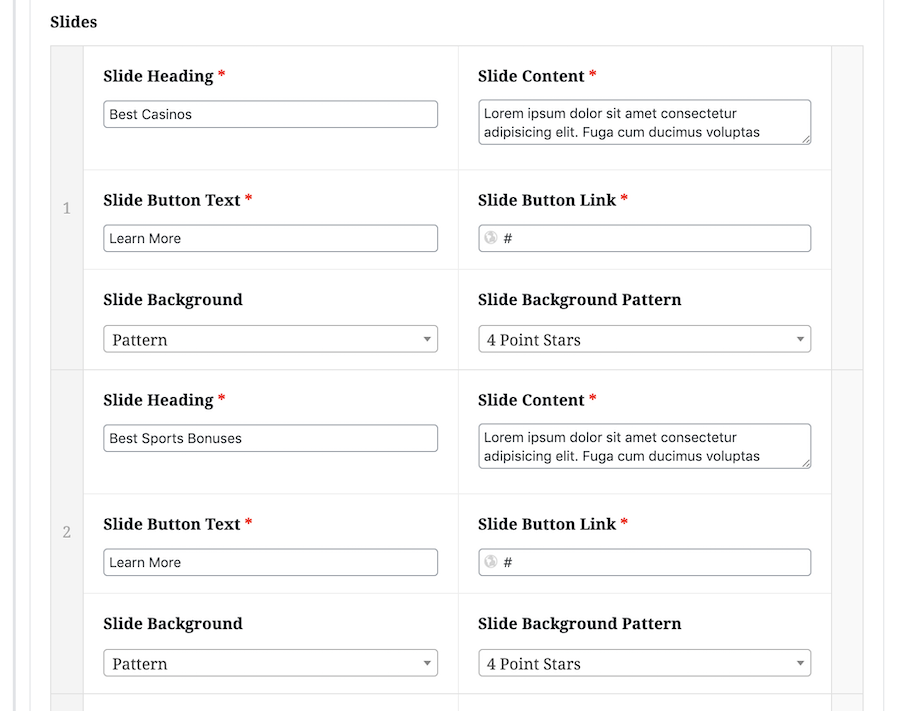 Slides
1
Slide Heading *
Best Casinos
Slide Content *
Lorem ipsum dolor sit amet consectetur
adipisicing elit. Fuga cum ducimus voluptas
Slide Button Text *
Learn More
Slide Button Link *
#
Slide Background
Pattern
Slide Background Pattern
4 Point Stars
2
Slide Heading *
Best Sports Bonuses
Slide Content *
Lorem ipsum dolor sit amet consectetur
adipisicing elit. Fuga cum ducimus voluptas
Slide Button Text *
Learn More
Slide Button Link *
#
Slide Background
Pattern
Slide Background Pattern
4 Point Stars